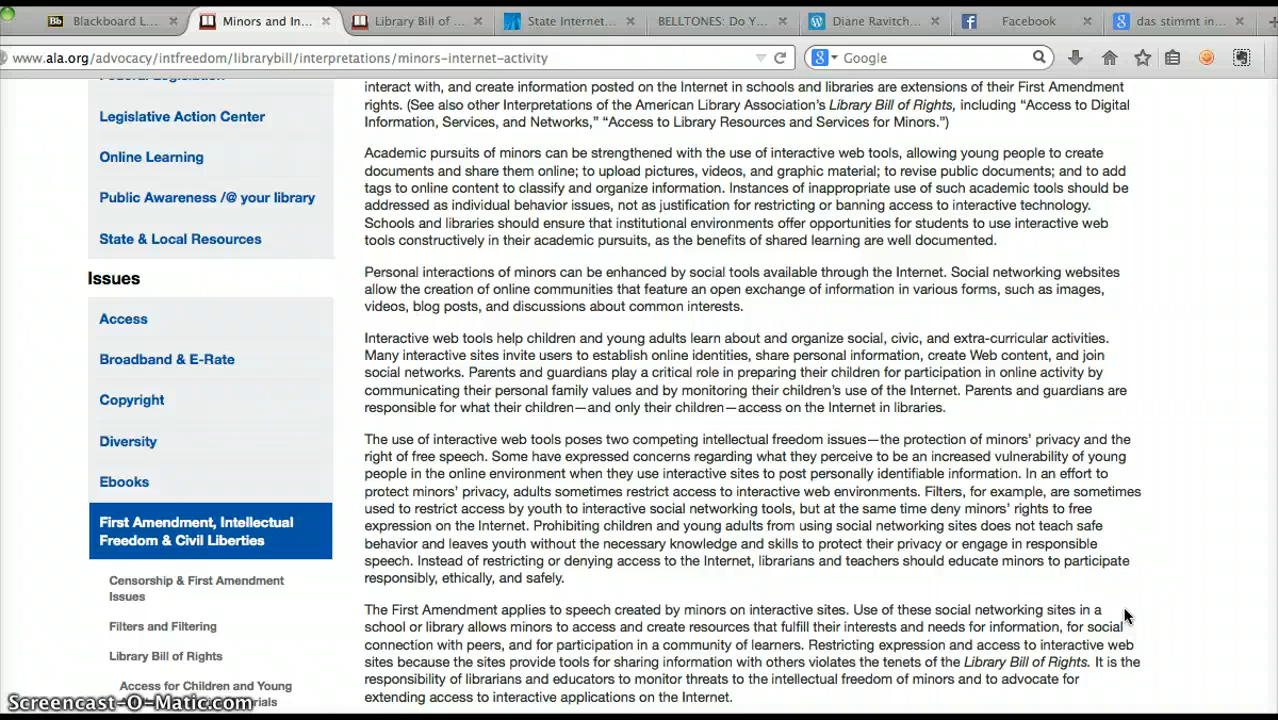 Blackboard L...
Minors and In...
Library Bill of ...
State Internet...
BELLTONES: Do Y...
Diane Ravitch...
Facebook
das stimmt in...
www.ala.org/advocacy/intfreedom/librarybill/interpretations/minors-internet-activity
Google
Federal Legislation
Legislative Action Center
Online Learning
Public Awareness /@ your library
State & Local Resources
Issues
Access
Broadband & E-Rate
Copyright
Diversity
Ebooks
First Amendment, Intellectual
Freedom & Civil Liberties
Censorship & First Amendment
Issues
Filters and Filtering
Library Bill of Rights
Access for Children and Young
interact with, and create information posted on the Internet in schools and libraries are extensions of their First Amendment
rights. (See also other Interpretations of the American Library Association's Library Bill of Rights, including “Access to Digital
Information, Services, and Networks,” “Access to Library Resources and Services for Minors.”)
Academic pursuits of minors can be strengthened with the use of interactive web tools, allowing young people to create
documents and share them online; to upload pictures, videos, and graphic material; to revise public documents; and to add
tags to online content to classify and organize information. Instances of inappropriate use of such academic tools should be
addressed as individual behavior issues, not as justification for restricting or banning access to interactive technology.
Schools and libraries should ensure that institutional environments offer opportunities for students to use interactive web
tools constructively in their academic pursuits, as the benefits of shared learning are well documented.
Personal interactions of minors can be enhanced by social tools available through the Internet. Social networking websites
allow the creation of online communities that feature an open exchange of information in various forms, such as images,
videos, blog posts, and discussions about common interests.
Interactive web tools help children and young adults learn about and organize social, civic, and extra-curricular activities.
Many interactive sites invite users to establish online identities, share personal information, create Web content, and join
social networks. Parents and guardians play a critical role in preparing their children for participation in online activity by
communicating their personal family values and by monitoring their children's use of the Internet. Parents and guardians are
responsible for what their children—and only their children—access on the Internet in libraries.
The use of interactive web tools poses two competing intellectual freedom issues—the protection of minors' privacy and the
right of free speech. Some have expressed concerns regarding what they perceive to be an increased vulnerability of young
people in the online environment when they use interactive sites to post personally identifiable information. In an effort to
protect minors' privacy, adults sometimes restrict access to interactive web environments. Filters, for example, are sometimes
used to restrict access by youth to interactive social networking tools, but at the same time deny minors' rights to free
expression on the Internet. Prohibiting children and young adults from using social networking sites does not teach safe
behavior and leaves youth without the necessary knowledge and skills to protect their privacy or engage in responsible
speech. Instead of restricting or denying access to the Internet, librarians and teachers should educate minors to participate
responsibly, ethically, and safely.
The First Amendment applies to speech created by minors on interactive sites. Use of these social networking sites in a
school or library allows minors to access and create resources that fulfill their interests and needs for information, for social
connection with peers, and for participation in a community of learners. Restricting expression and access to interactive web
sites because the sites provide tools for sharing information with others violates the tenets of the Library Bill of Rights. It is the
responsibility of librarians and educators to monitor threats to the intellectual freedom of minors and to advocate for
extending access to interactive applications on the Internet.
Screencast-O-Matic.com